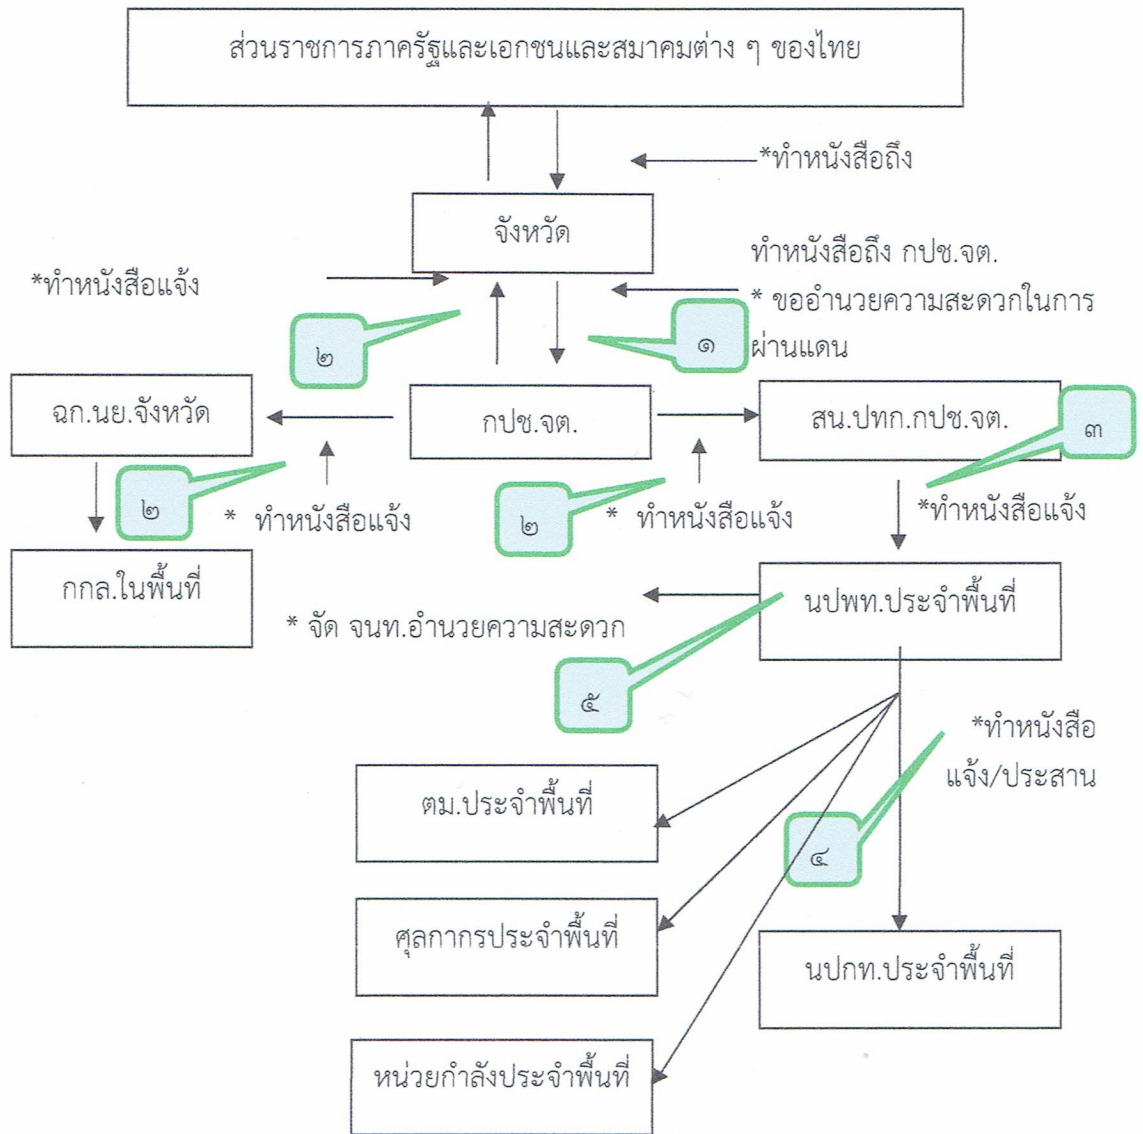 ส่วนราชการภาครัฐและเอกชนและสมาคมต่าง ๆ ของไทย
*ทำหนังสือถึง
จังหวัด
*ทำหนังสือแจ้ง
ทำหนังสือถึง กปช.จต.
* ขออำนวยความสะดวกในการ
ผ่านแดน
๒
๑
ฉก.นย.จังหวัด
กปช.จต.
สน.ปทก.กปช.จต.
๓
๒
* ทำหนังสือแจ้ง
๒
* ทำหนังสือแจ้ง
*ทำหนังสือแจ้ง
กกล.ในพื้นที่
นปพท.ประจำพื้นที่
* จัด จนท.อำนวยความสะดวก
๕
*ทำหนังสือ
แจ้ง/ประสาน
ตม.ประจำพื้นที่
๔
ศุลกากรประจำพื้นที่
นปกท.ประจำพื้นที่
หน่วยกำลังประจำพื้นที่